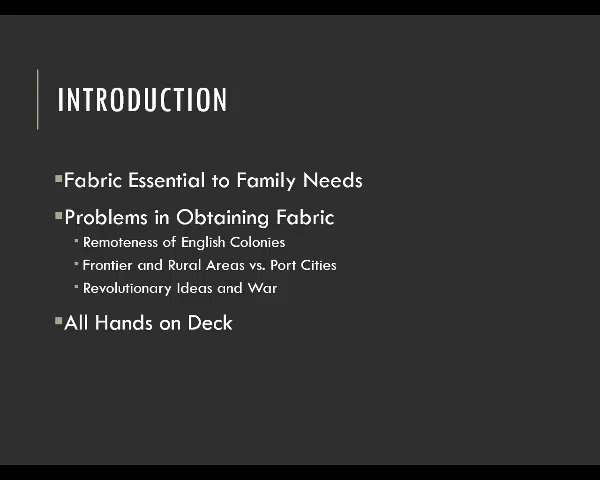 INTRODUCTION
Fabric Essential to Family Needs
Problems in Obtaining Fabric
Remoteness of English Colonies
Frontier and Rural Areas vs. Port Cities
Revolutionary Ideas and War
All Hands on Deck